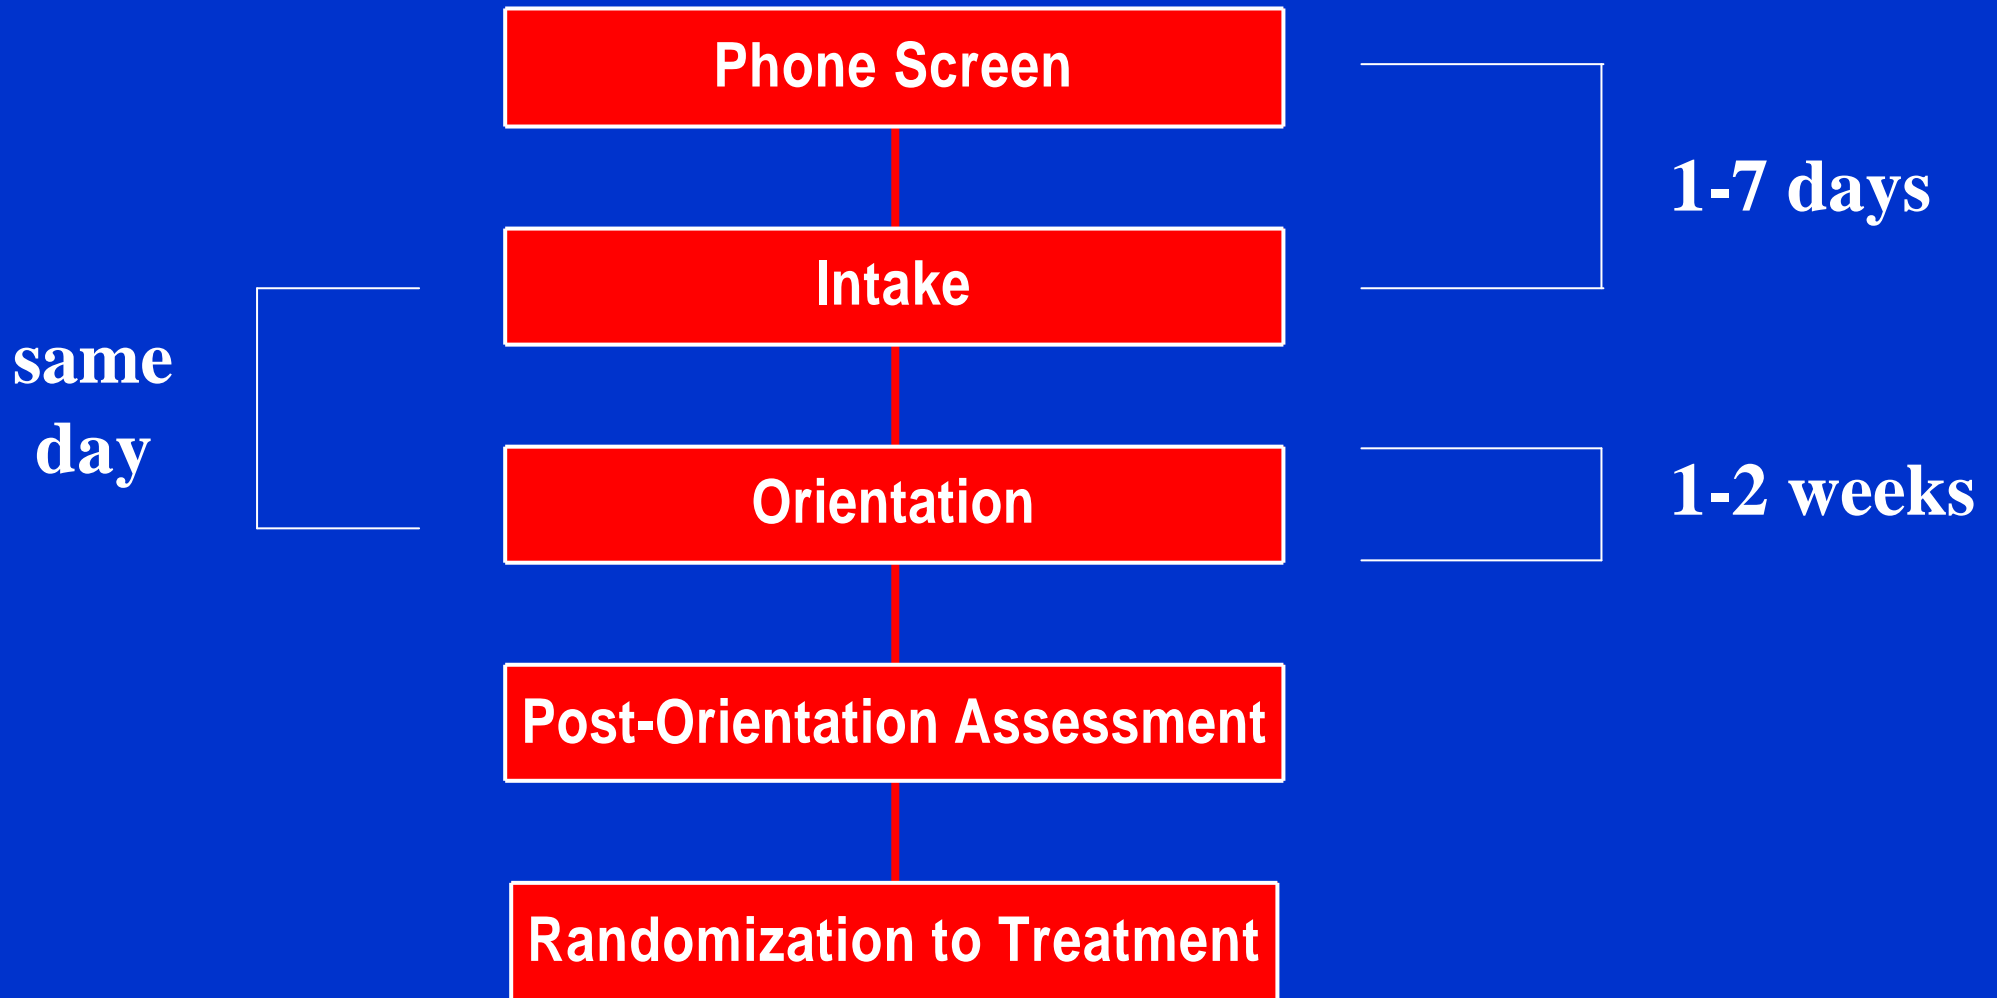 Phone Screen
1-7 days
Intake
same
day
Orientation
1-2 weeks
Post-Orientation Assessment
Randomization to Treatment